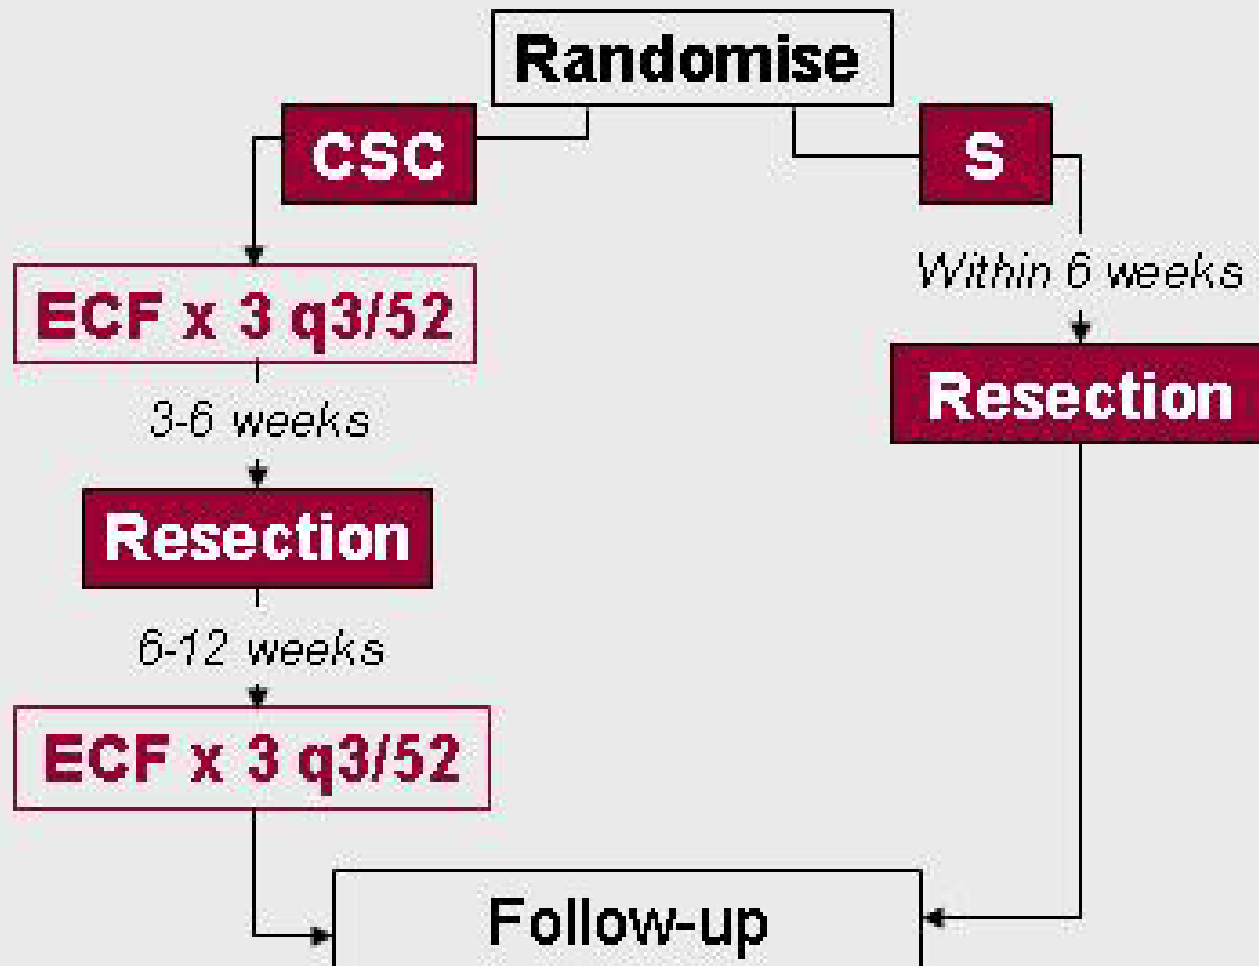 Randomise
CSC
S
ECF x 3 q3/52
Within 6 weeks
3-6 weeks
Resection
Resection
6-12 weeks
ECF x 3 q3/52
Follow-up